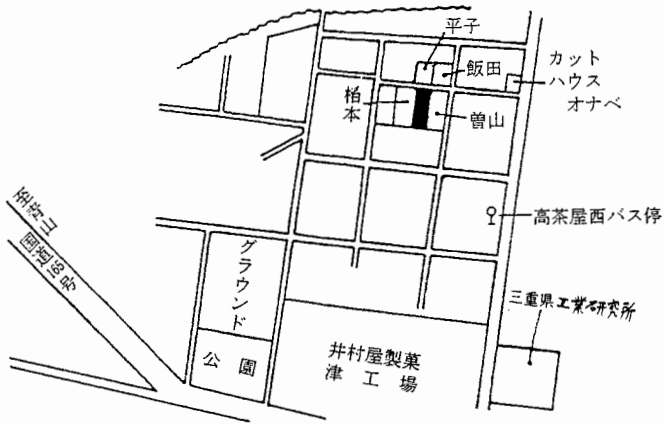 平子
飯田
カット
ハウス
オナベ
栢本
曽山
高茶屋西バス停
至芸山
国道165号
グラウンド
公園
井村屋製菓
津工場
三重県工業研究所